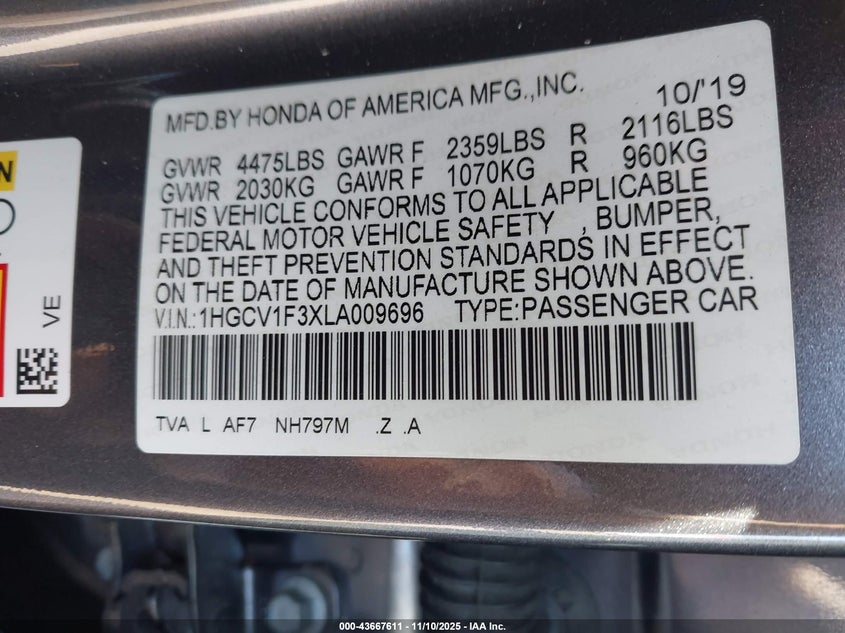 MFD.BY HONDA OF AMERICA MFG.,INC. 10/'19
GVWR 4475LBS GAWR F 2359LBS R 2116LBS
GVWR 2030KG GAWR F 1070KG R 960KG
THIS VEHICLE CONFORMS TO ALL APPLICABLE
FEDERAL MOTOR VEHICLE SAFETY , BUMPER,
AND THEFT PREVENTION STANDARDS IN EFFECT
ON THE DATE OF MANUFACTURE SHOWN ABOVE.
V.I.N.:1HGCV1F3XLA009696 TYPE:PASSENGER CAR
TVA L AF7 NH797M .Z .A
VE
000-43667611 - 11/10/2025 - IAA Inc.